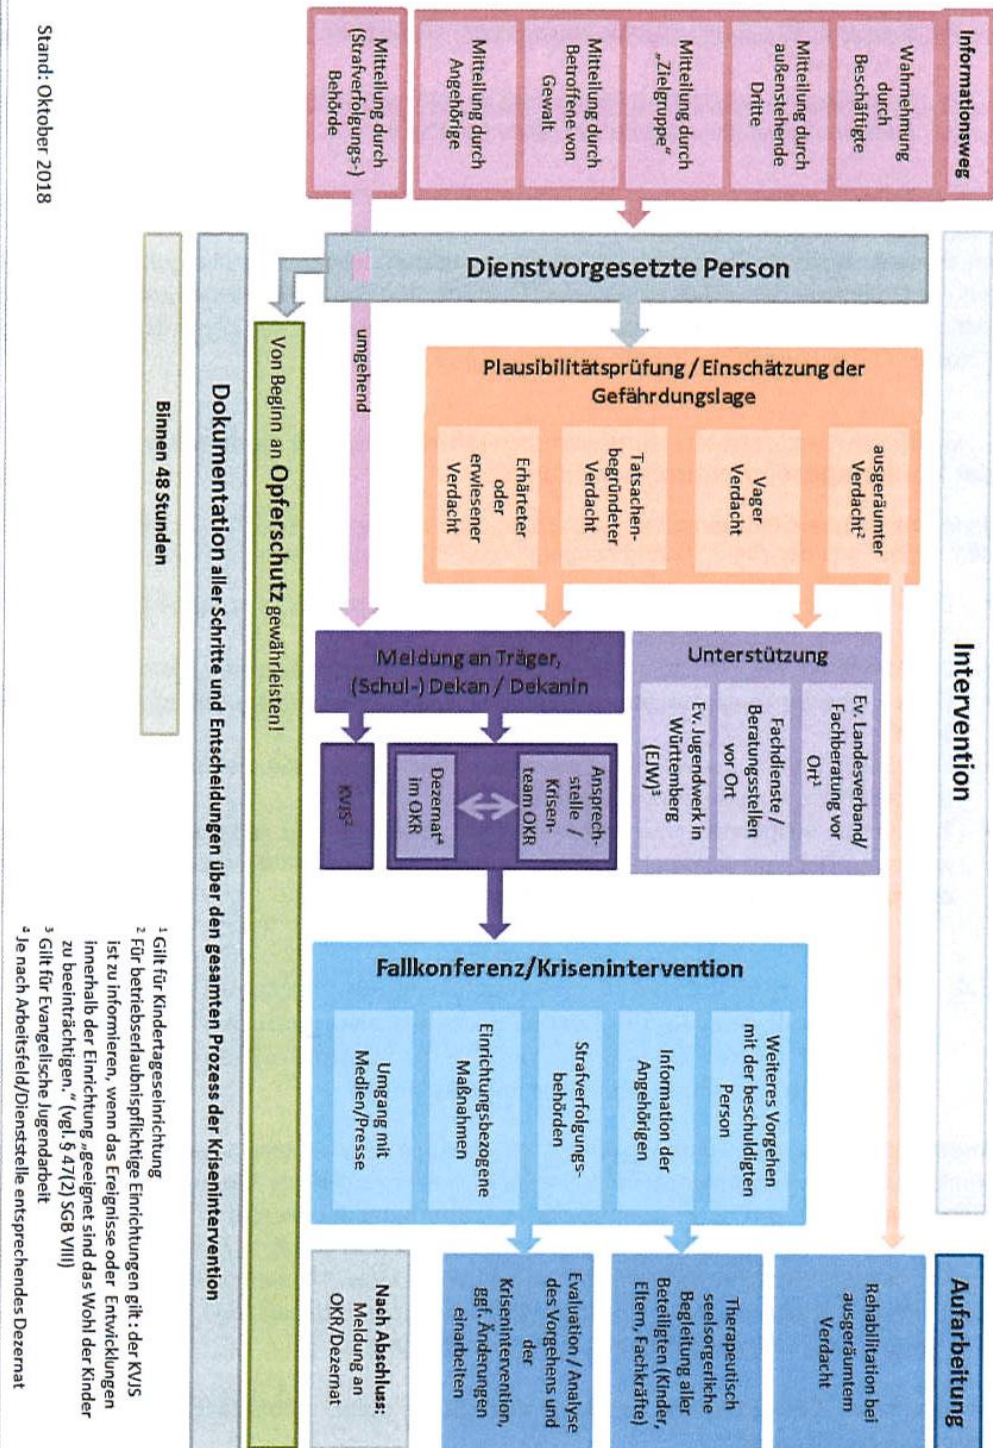 Informationsweg
Wahrnehmung
durch
Beschäftigte
Mitteilung durch
außenstehende
Dritte
Mitteilung durch
„Zielgruppe“
Mitteilung durch
Betroffene von
Gewalt
Mitteilung durch
Angehörige
Mitteilung durch
(Strafverfolgungs-)
Behörde
Intervention
Dienstvorgesetzte Person
umgehend
Plausibilitätsprüfung / Einschätzung der
Gefährdungslage
ausgeräumter
Verdacht²
Vager
Verdacht
Tatsachen-
begründeter
Verdacht
Erhärteter
oder
erwiesener
Verdacht
Unterstützung
Ev. Landesverband/
Fachberatung vor
Ort¹
Fachdienste /
Beratungsstellen
vor Ort
Ev. Jugendwerk in
Württemberg
(EJW)³
Meldung an Träger,
(Schul-) Dekan / Dekanin
Ansprech-
stelle /
Krisen-
team OKR
Dezernat⁴
im OKR
KVJS²
Fallkonferenz/Krisenintervention
Weiteres Vorgehen
mit der beschuldigten
Person
Information der
Angehörigen
Strafverfolgungs-
behörden
Einrichtungsbezogene
Maßnahmen
Umgang mit
Medien/Presse
Aufarbeitung
Rehabilitation bei
ausgeräumtem
Verdacht
Therapeutisch
seelsorgerliche
Begleitung aller
Beteiligten (Kinder,
Eltern, Fachkräfte)
Evaluation / Analyse
des Vorgehens und
der
Krisenintervention,
ggf. Änderungen
einarbeiten
Nach Abschluss:
Meldung an
OKR/Dezernat
Von Beginn an Opferschutz gewährleisten!
Dokumentation aller Schritte und Entscheidungen über den gesamten Prozess der Krisenintervention
Binnen 48 Stunden
¹ Gilt für Kindertageseinrichtung
² Für betriebserlaubnispflichtige Einrichtungen gilt : der KVJS
ist zu informieren, wenn das Ereignisse oder Entwicklungen
innerhalb der Einrichtung „geeignet sind das Wohl der Kinder
zu beeinträchtigen.“ (vgl. § 47(2) SGB VIII)
³ Gilt für Evangelische Jugendarbeit
⁴ Je nach Arbeitsfeld/Dienststelle entsprechendes Dezernat
Stand: Oktober 2018